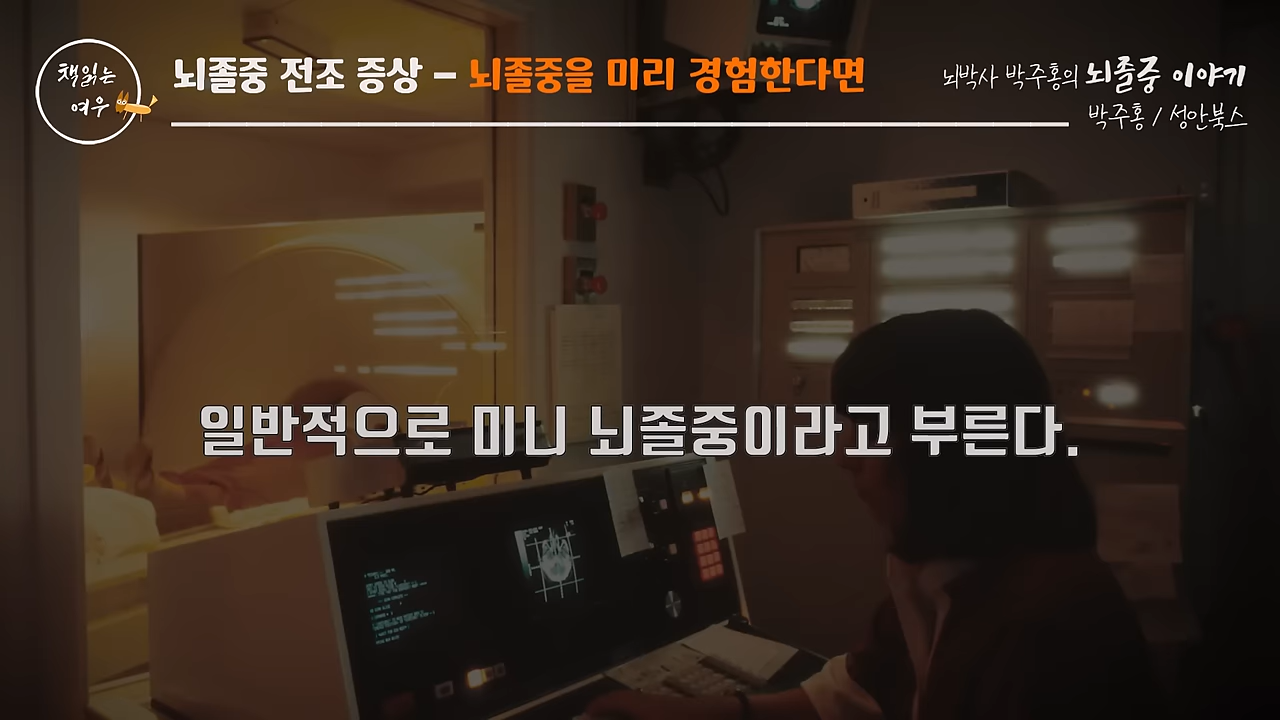 책읽는
여우
뇌졸중 전조 증상 - 뇌졸중을 미리 경험한다면
뇌박사 박주홍의 뇌졸중 이야기
박주홍 / 성안북스
일반적으로 미니 뇌졸중이라고 부른다.